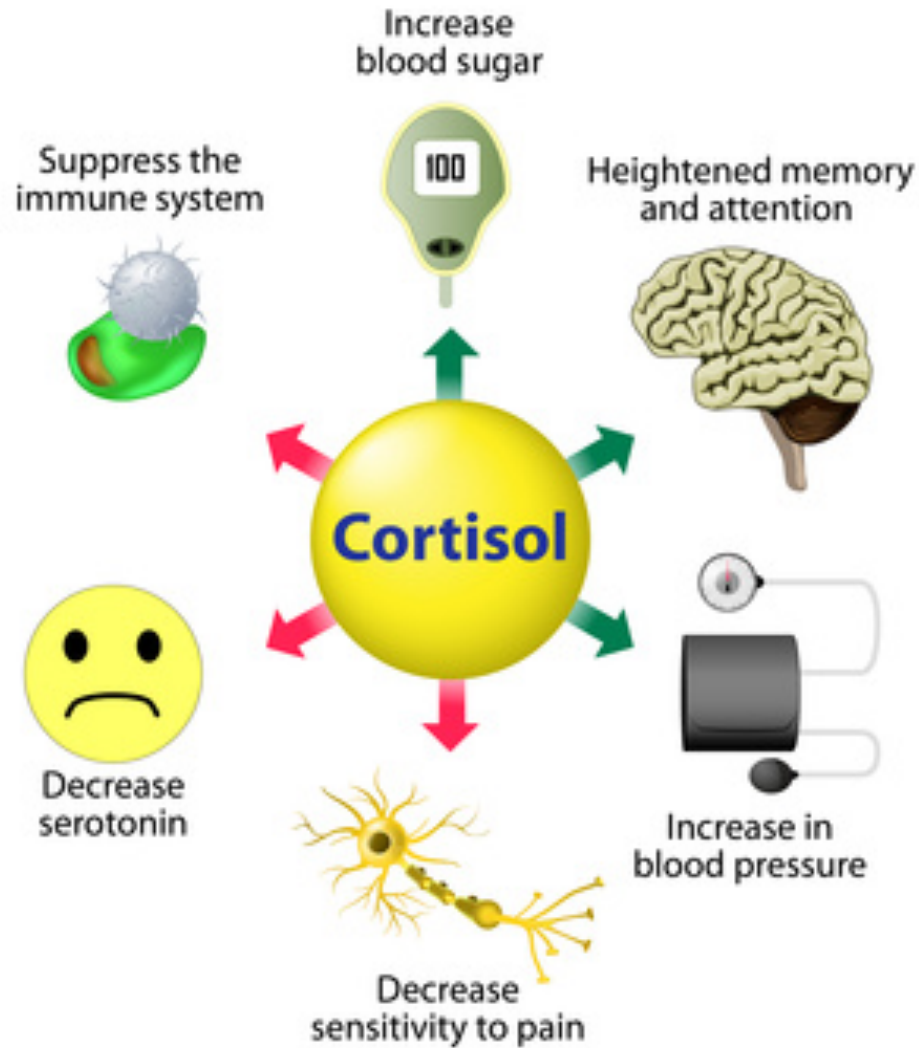 Increase
blood sugar
100
Suppress the
immune system
Heightened memory
and attention
Cortisol
Decrease
serotonin
Increase in
blood pressure
Decrease
sensitivity to pain